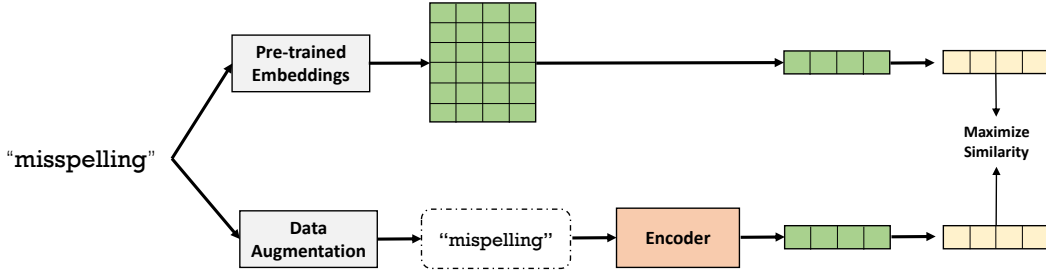 Pre-trained
Embeddings
Maximize
Similarity
“misspelling”
Data
Augmentation
“mispelling”
Encoder